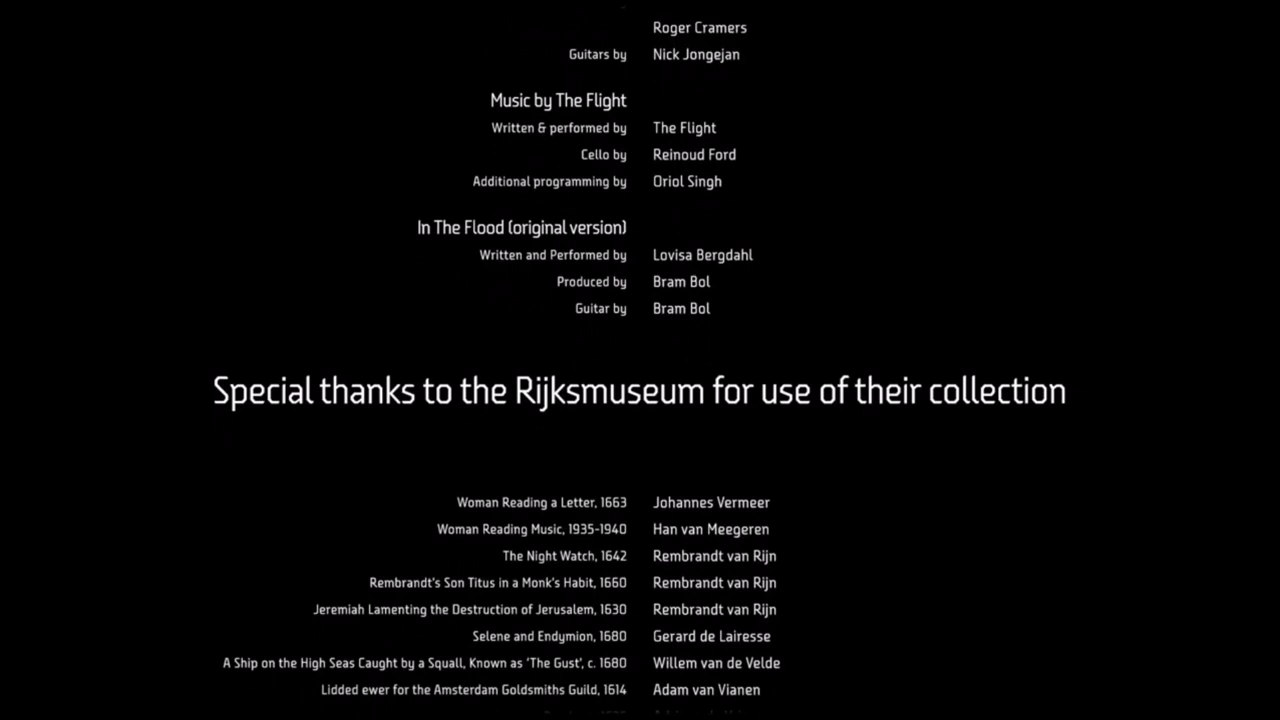 Roger Cramers
Guitars by Nick Jongejan
Music by The Flight
Written & performed by The Flight
Cello by Reinoud Ford
Additional programming by Oriol Singh
In The Flood (original version)
Written and Performed by Lovisa Bergdahl
Produced by Bram Bol
Guitar by Bram Bol
Special thanks to the Rijksmuseum for use of their collection
Woman Reading a Letter, 1663 Johannes Vermeer
Woman Reading Music, 1935-1940 Han van Meegeren
The Night Watch, 1642 Rembrandt van Rijn
Rembrandt's Son Titus in a Monk's Habit, 1660 Rembrandt van Rijn
Jeremiah Lamenting the Destruction of Jerusalem, 1630 Rembrandt van Rijn
Selene and Endymion, 1680 Gerard de Lairesse
A Ship on the High Seas Caught by a Squall, Known as 'The Gust', c. 1680 Willem van de Velde
Lidded ewer for the Amsterdam Goldsmiths Guild, 1614 Adam van Vianen